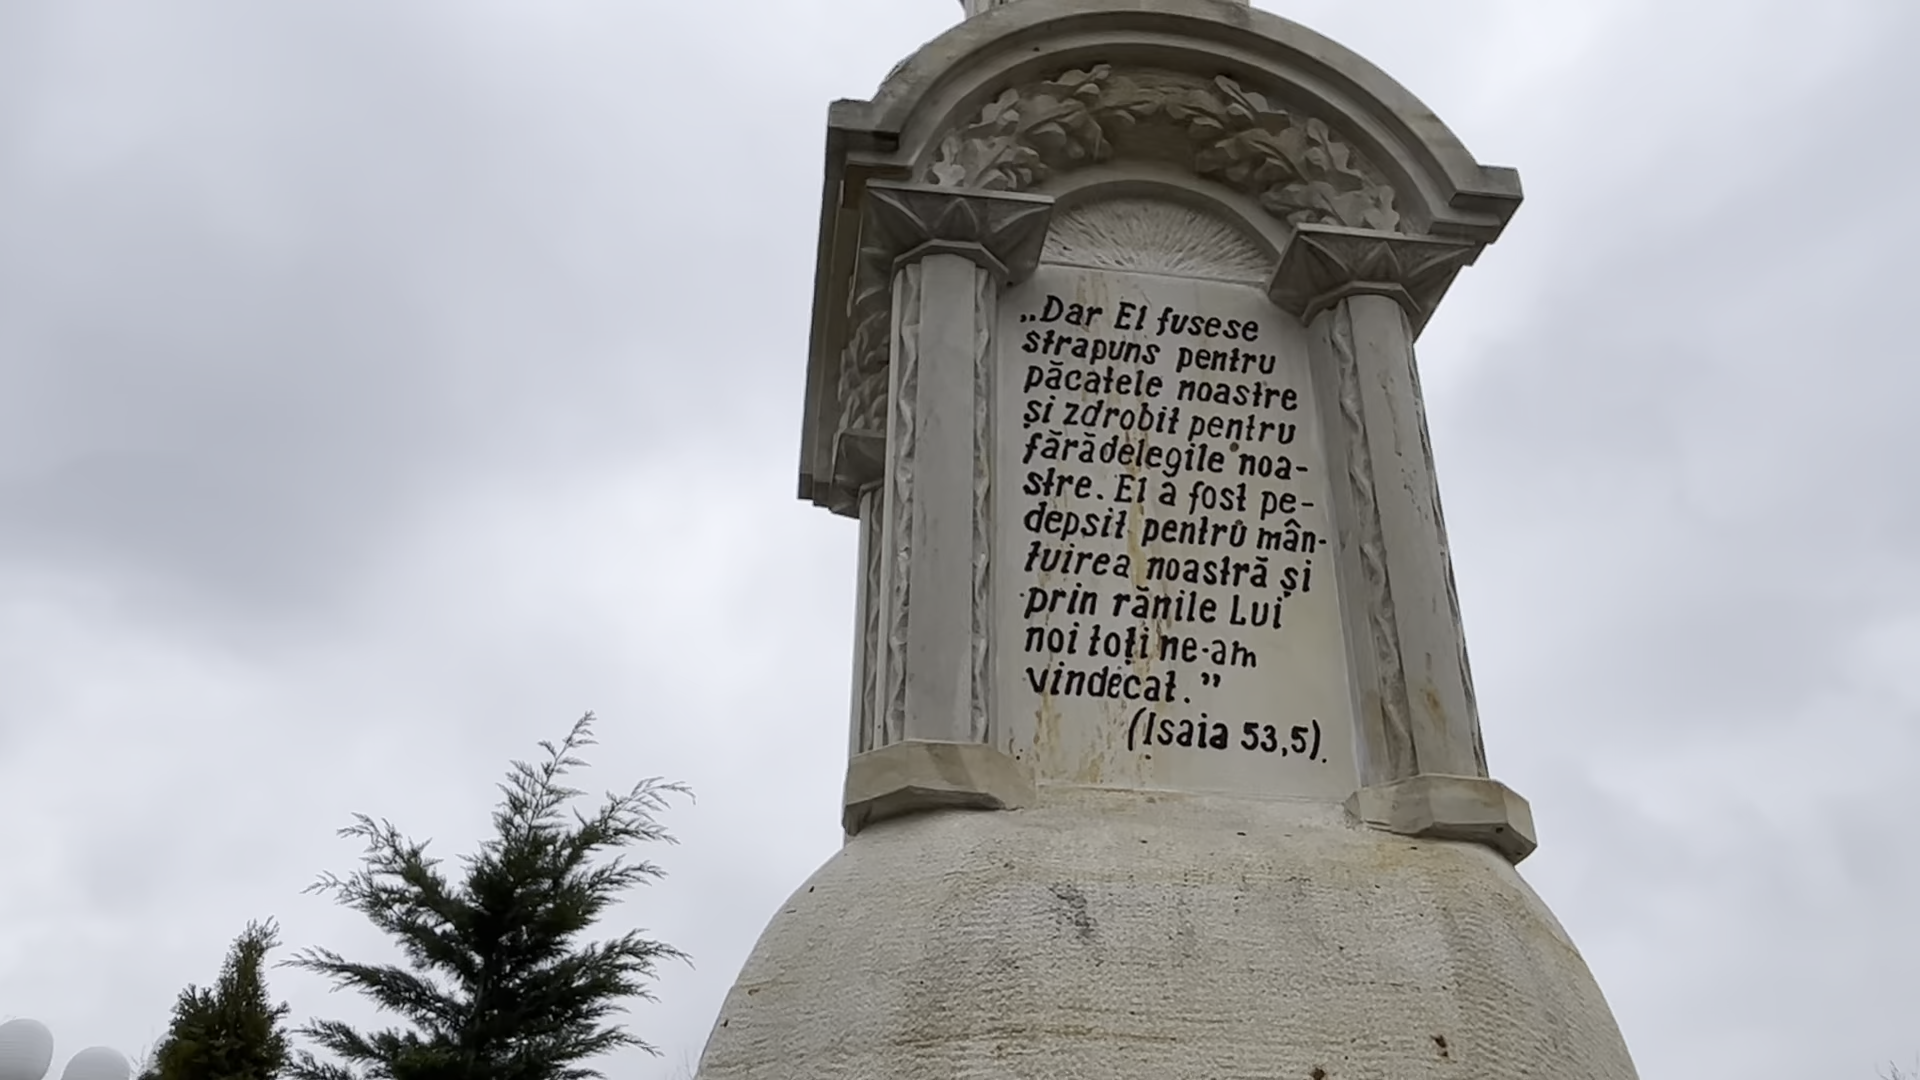 „Dar El fusese
străpuns pentru
păcatele noastre
și zdrobit pentru
fărădelegile noa-
stre. El a fost pe-
depsit pentru mân-
tuirea noastră și
prin rănile Lui
noi toți ne-am
vindecat.”
(Isaia 53,5).